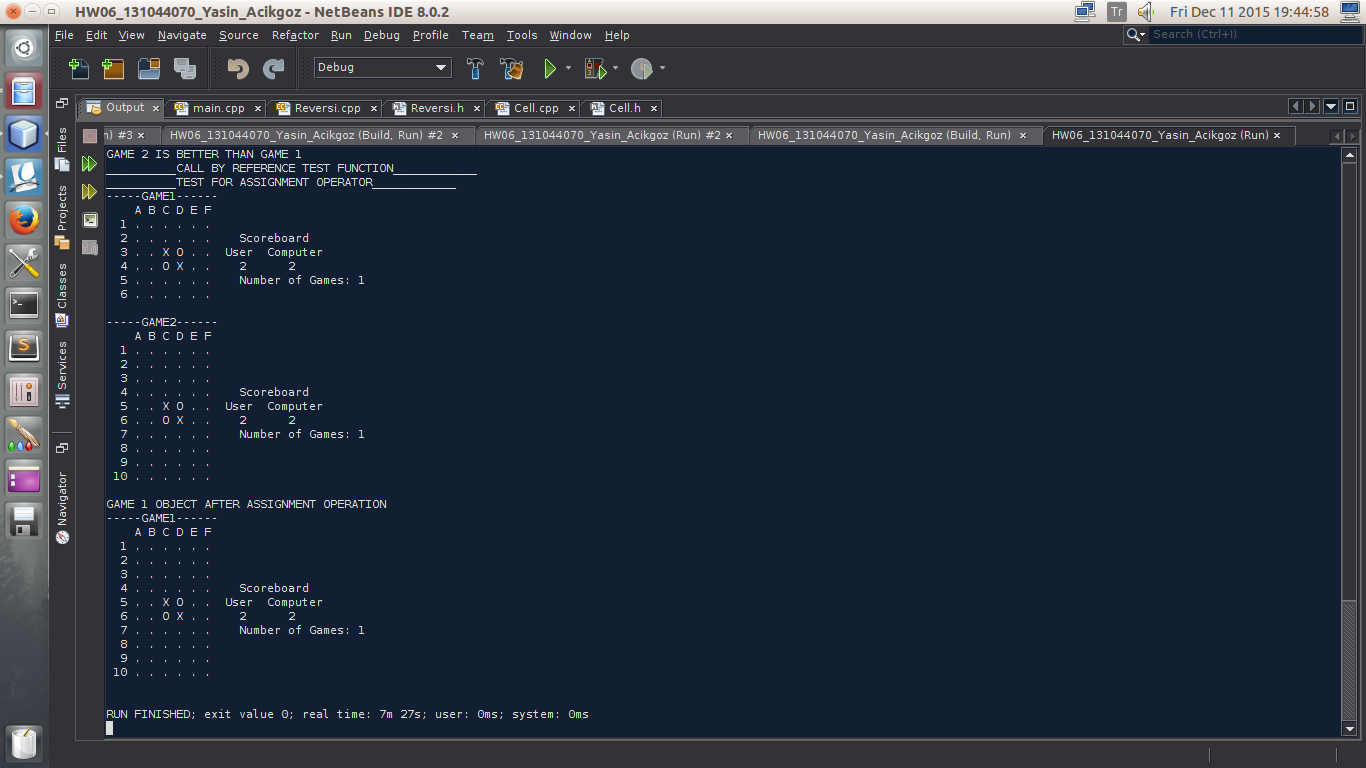 HW06_131044070_Yasin_Acikgoz - NetBeans IDE 8.0.2
Tr
Fri Dec 11 2015 19:44:58
File Edit View Navigate Source Refactor Run Debug Profile Team Tools Window Help
Search (Ctrl+I)
Debug
Output main.cpp Reversi.cpp Reversi.h Cell.cpp Cell.h
n) #3 HW06_131044070_Yasin_Acikgoz (Build, Run) #2 HW06_131044070_Yasin_Acikgoz (Run) #2 HW06_131044070_Yasin_Acikgoz (Build, Run) HW06_131044070_Yasin_Acikgoz (Run)
Files
Projects
Classes
Services
Navigator
GAME 2 IS BETTER THAN GAME 1
__________CALL BY REFERENCE TEST FUNCTION____________
__________TEST FOR ASSIGNMENT OPERATOR____________
-----GAME1------
A B C D E F
1 . . . . . .
2 . . . . . . Scoreboard
3 . . X O . . User Computer
4 . . O X . . 2 2
5 . . . . . . Number of Games: 1
6 . . . . . .
-----GAME2------
A B C D E F
1 . . . . . .
2 . . . . . .
3 . . . . . .
4 . . . . . . Scoreboard
5 . . X O . . User Computer
6 . . O X . . 2 2
7 . . . . . . Number of Games: 1
8 . . . . . .
9 . . . . . .
10 . . . . . .
GAME 1 OBJECT AFTER ASSIGNMENT OPERATION
-----GAME1------
A B C D E F
1 . . . . . .
2 . . . . . .
3 . . . . . .
4 . . . . . . Scoreboard
5 . . X O . . User Computer
6 . . O X . . 2 2
7 . . . . . . Number of Games: 1
8 . . . . . .
9 . . . . . .
10 . . . . . .
RUN FINISHED; exit value 0; real time: 7m 27s; user: 0ms; system: 0ms